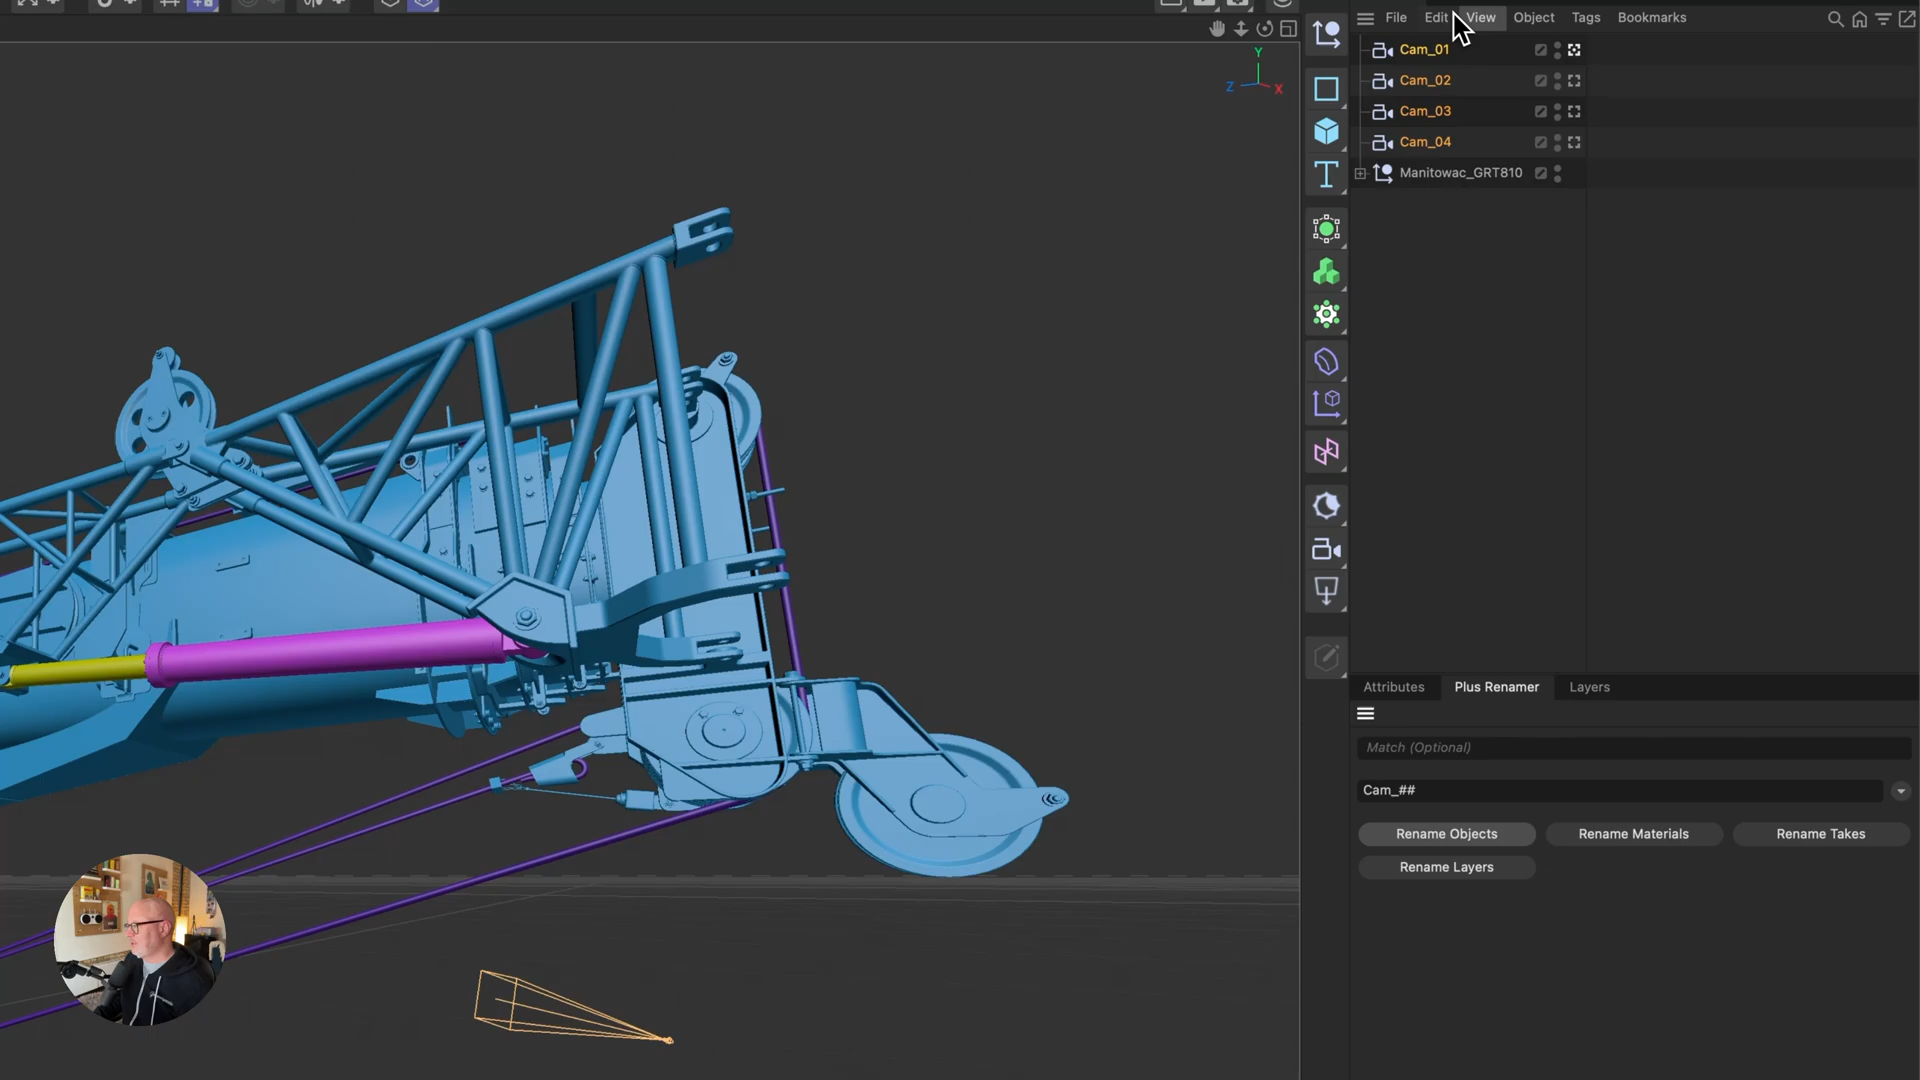 File Edit View Object Tags Bookmarks
Cam_01
Cam_02
Cam_03
Cam_04
Manitowac_GRT810
Y
Z
X
Attributes Plus Renamer Layers
Match (Optional)
Cam_##
Rename Objects Rename Materials Rename Takes
Rename Layers